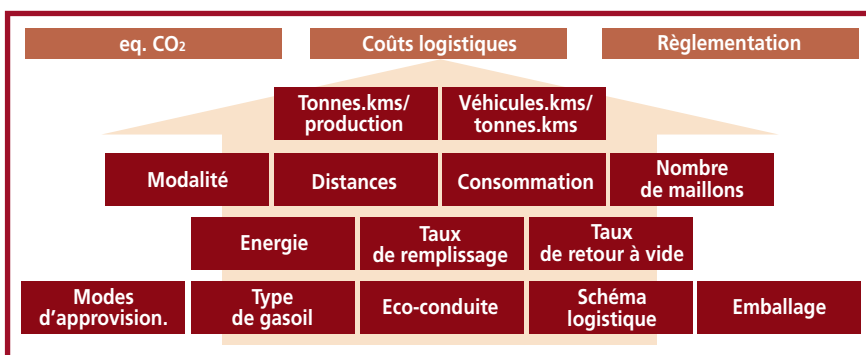 eq. CO₂
Coûts logistiques
Règlementation
Tonnes.kms/
production
Véhicules.kms/
tonnes.kms
Modalité
Distances
Consommation
Nombre
de maillons
Energie
Taux
de remplissage
Taux
de retour à vide
Modes
d’approvision.
Type
de gasoil
Eco-conduite
Schéma
logistique
Emballage